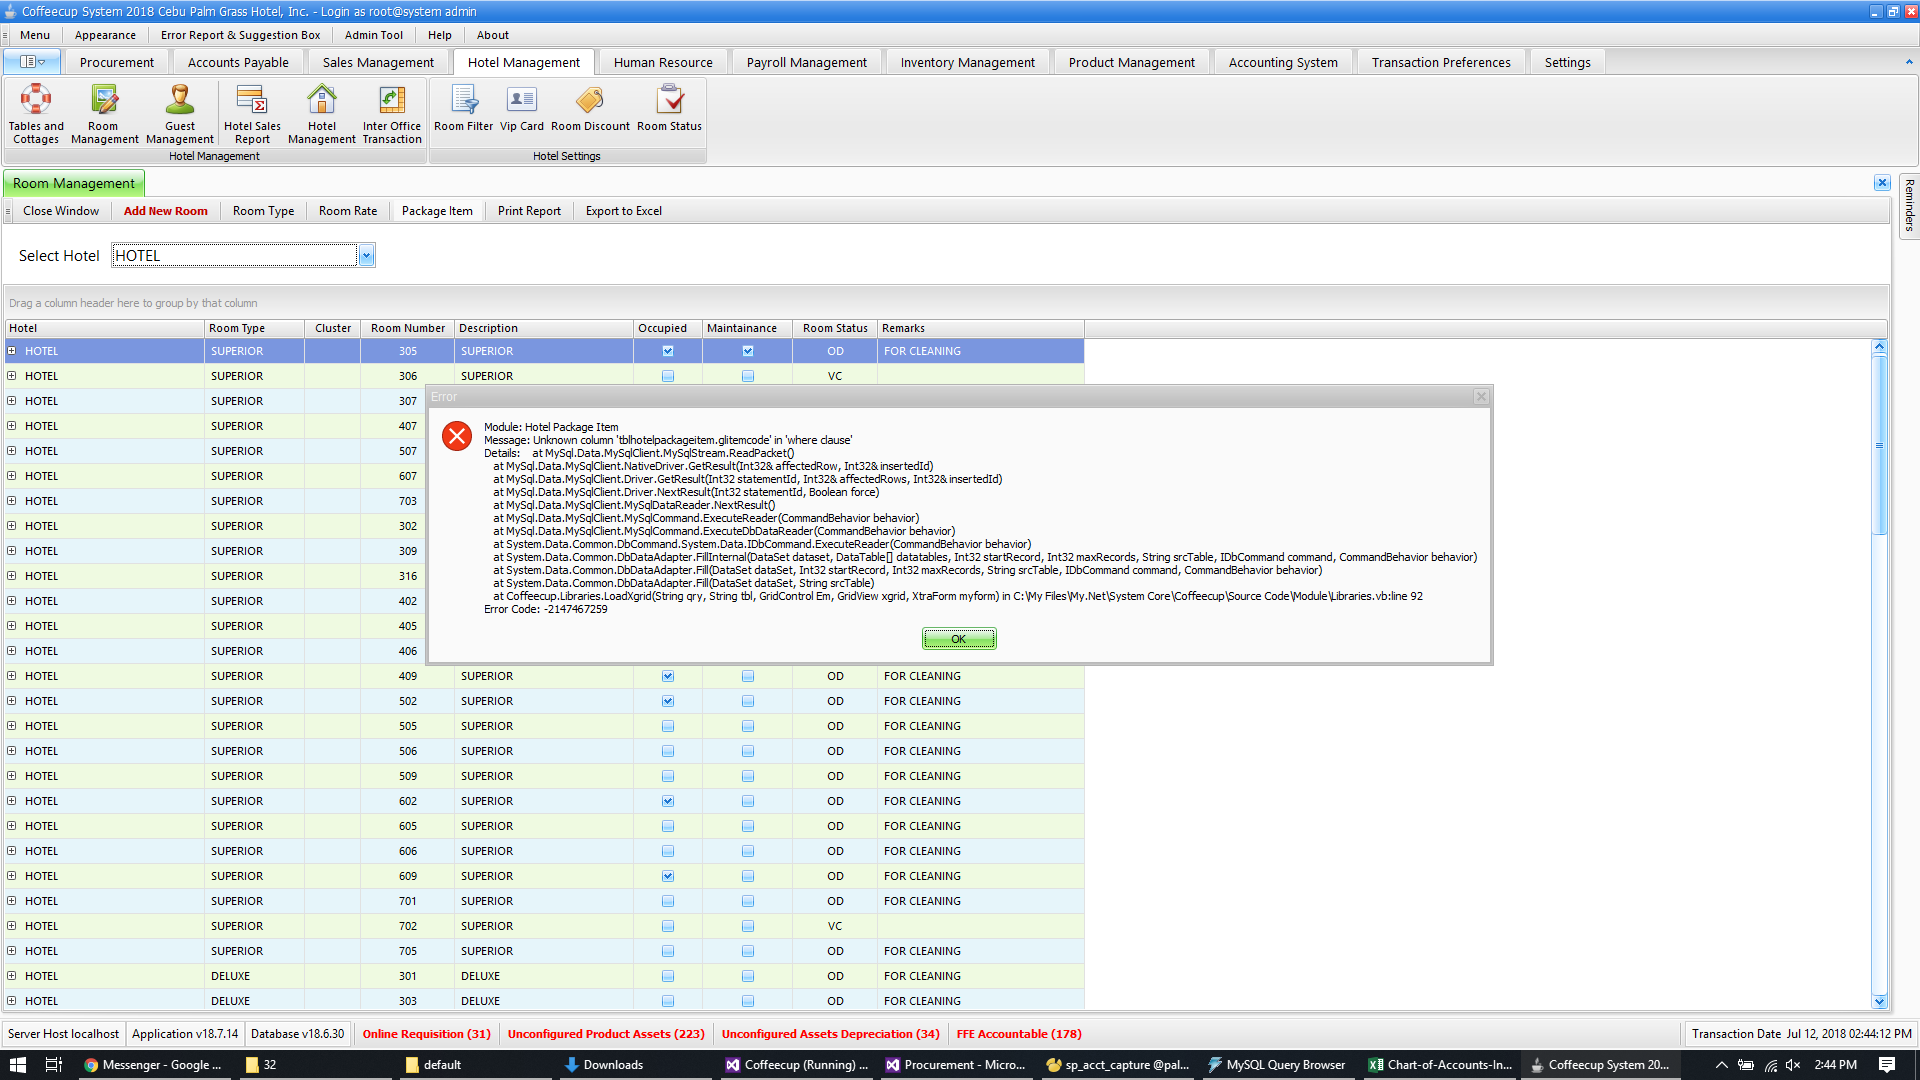 Coffeecup System 2018 Cebu Palm Grass Hotel, Inc. - Login as root@system admin
Menu Appearance Error Report & Suggestion Box Admin Tool Help About
Procurement Accounts Payable Sales Management Hotel Management Human Resource Payroll Management Inventory Management Product Management Accounting System Transaction Preferences Settings
Tables and Cottages Room Management Guest Management Hotel Sales Report Hotel Management Inter Office Transaction Room Filter Vip Card Room Discount Room Status
Hotel Management Hotel Settings
Room Management
Reminders
Close Window Add New Room Room Type Room Rate Package Item Print Report Export to Excel
Select Hotel HOTEL
Drag a column header here to group by that column
Hotel Room Type Cluster Room Number Description Occupied Maintainance Room Status Remarks
HOTEL SUPERIOR 305 SUPERIOR OD FOR CLEANING
HOTEL SUPERIOR 306 SUPERIOR VC
HOTEL SUPERIOR 307
HOTEL SUPERIOR 407
HOTEL SUPERIOR 507
HOTEL SUPERIOR 607
HOTEL SUPERIOR 703
HOTEL SUPERIOR 302
HOTEL SUPERIOR 309
HOTEL SUPERIOR 316
HOTEL SUPERIOR 402
HOTEL SUPERIOR 405
HOTEL SUPERIOR 406
HOTEL SUPERIOR 409 SUPERIOR OD FOR CLEANING
HOTEL SUPERIOR 502 SUPERIOR OD FOR CLEANING
HOTEL SUPERIOR 505 SUPERIOR OD FOR CLEANING
HOTEL SUPERIOR 506 SUPERIOR OD FOR CLEANING
HOTEL SUPERIOR 509 SUPERIOR OD FOR CLEANING
HOTEL SUPERIOR 602 SUPERIOR OD FOR CLEANING
HOTEL SUPERIOR 605 SUPERIOR OD FOR CLEANING
HOTEL SUPERIOR 606 SUPERIOR OD FOR CLEANING
HOTEL SUPERIOR 609 SUPERIOR OD FOR CLEANING
HOTEL SUPERIOR 701 SUPERIOR OD FOR CLEANING
HOTEL SUPERIOR 702 SUPERIOR VC
HOTEL SUPERIOR 705 SUPERIOR OD FOR CLEANING
HOTEL DELUXE 301 DELUXE OD FOR CLEANING
HOTEL DELUXE 303 DELUXE OD FOR CLEANING
Error
Module: Hotel Package Item
Message: Unknown column 'tblhotelpackageitem.glitemcode' in 'where clause'
Details: at MySql.Data.MySqlClient.MySqlStream.ReadPacket()
at MySql.Data.MySqlClient.NativeDriver.GetResult(Int32& affectedRow, Int32& insertedId)
at MySql.Data.MySqlClient.Driver.GetResult(Int32 statementId, Int32& affectedRows, Int32& insertedId)
at MySql.Data.MySqlClient.Driver.NextResult(Int32 statementId, Boolean force)
at MySql.Data.MySqlClient.MySqlDataReader.NextResult()
at MySql.Data.MySqlClient.MySqlCommand.ExecuteReader(CommandBehavior behavior)
at MySql.Data.MySqlClient.MySqlCommand.ExecuteDbDataReader(CommandBehavior behavior)
at System.Data.Common.DbCommand.System.Data.IDbCommand.ExecuteReader(CommandBehavior behavior)
at System.Data.Common.DbDataAdapter.FillInternal(DataSet dataset, DataTable[] datatables, Int32 startRecord, Int32 maxRecords, String srcTable, IDbCommand command, CommandBehavior behavior)
at System.Data.Common.DbDataAdapter.Fill(DataSet dataSet, Int32 startRecord, Int32 maxRecords, String srcTable, IDbCommand command, CommandBehavior behavior)
at System.Data.Common.DbDataAdapter.Fill(DataSet dataSet, String srcTable)
at Coffeecup.Libraries.LoadXgrid(String qry, String tbl, GridControl Em, GridView xgrid, XtraForm myform) in C:\My Files\My.Net\System Core\Coffeecup\Source Code\Module\Libraries.vb:line 92
Error Code: -2147467259
OK
Server Host localhost Application v18.7.14 Database v18.6.30 Online Requisition (31) Unconfigured Product Assets (223) Unconfigured Assets Depreciation (34) FFE Accountable (178) Transaction Date Jul 12, 2018 02:44:12 PM
Messenger - Google ... 32 default Downloads Coffeecup (Running) ... Procurement - Micro... sp_acct_capture @pal... MySQL Query Browser Chart-of-Accounts-In... Coffeecup System 20... 2:44 PM